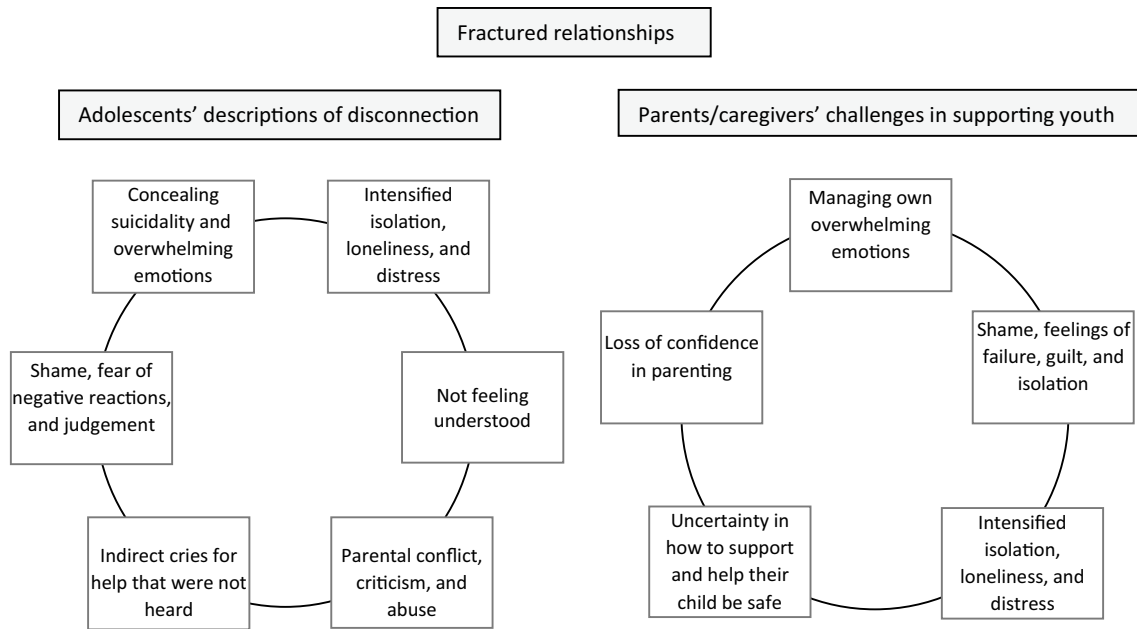 Fractured relationships
Adolescents’ descriptions of disconnection
Concealing
suicidality and
overwhelming
emotions
Intensified
isolation,
loneliness, and
distress
Not feeling
understood
Parental conflict,
criticism, and
abuse
Indirect cries for
help that were not
heard
Shame, fear of
negative reactions,
and judgement
Parents/caregivers’ challenges in supporting youth
Managing own
overwhelming
emotions
Shame, feelings of
failure, guilt, and
isolation
Intensified
isolation,
loneliness, and
distress
Uncertainty in
how to support
and help their
child be safe
Loss of confidence
in parenting